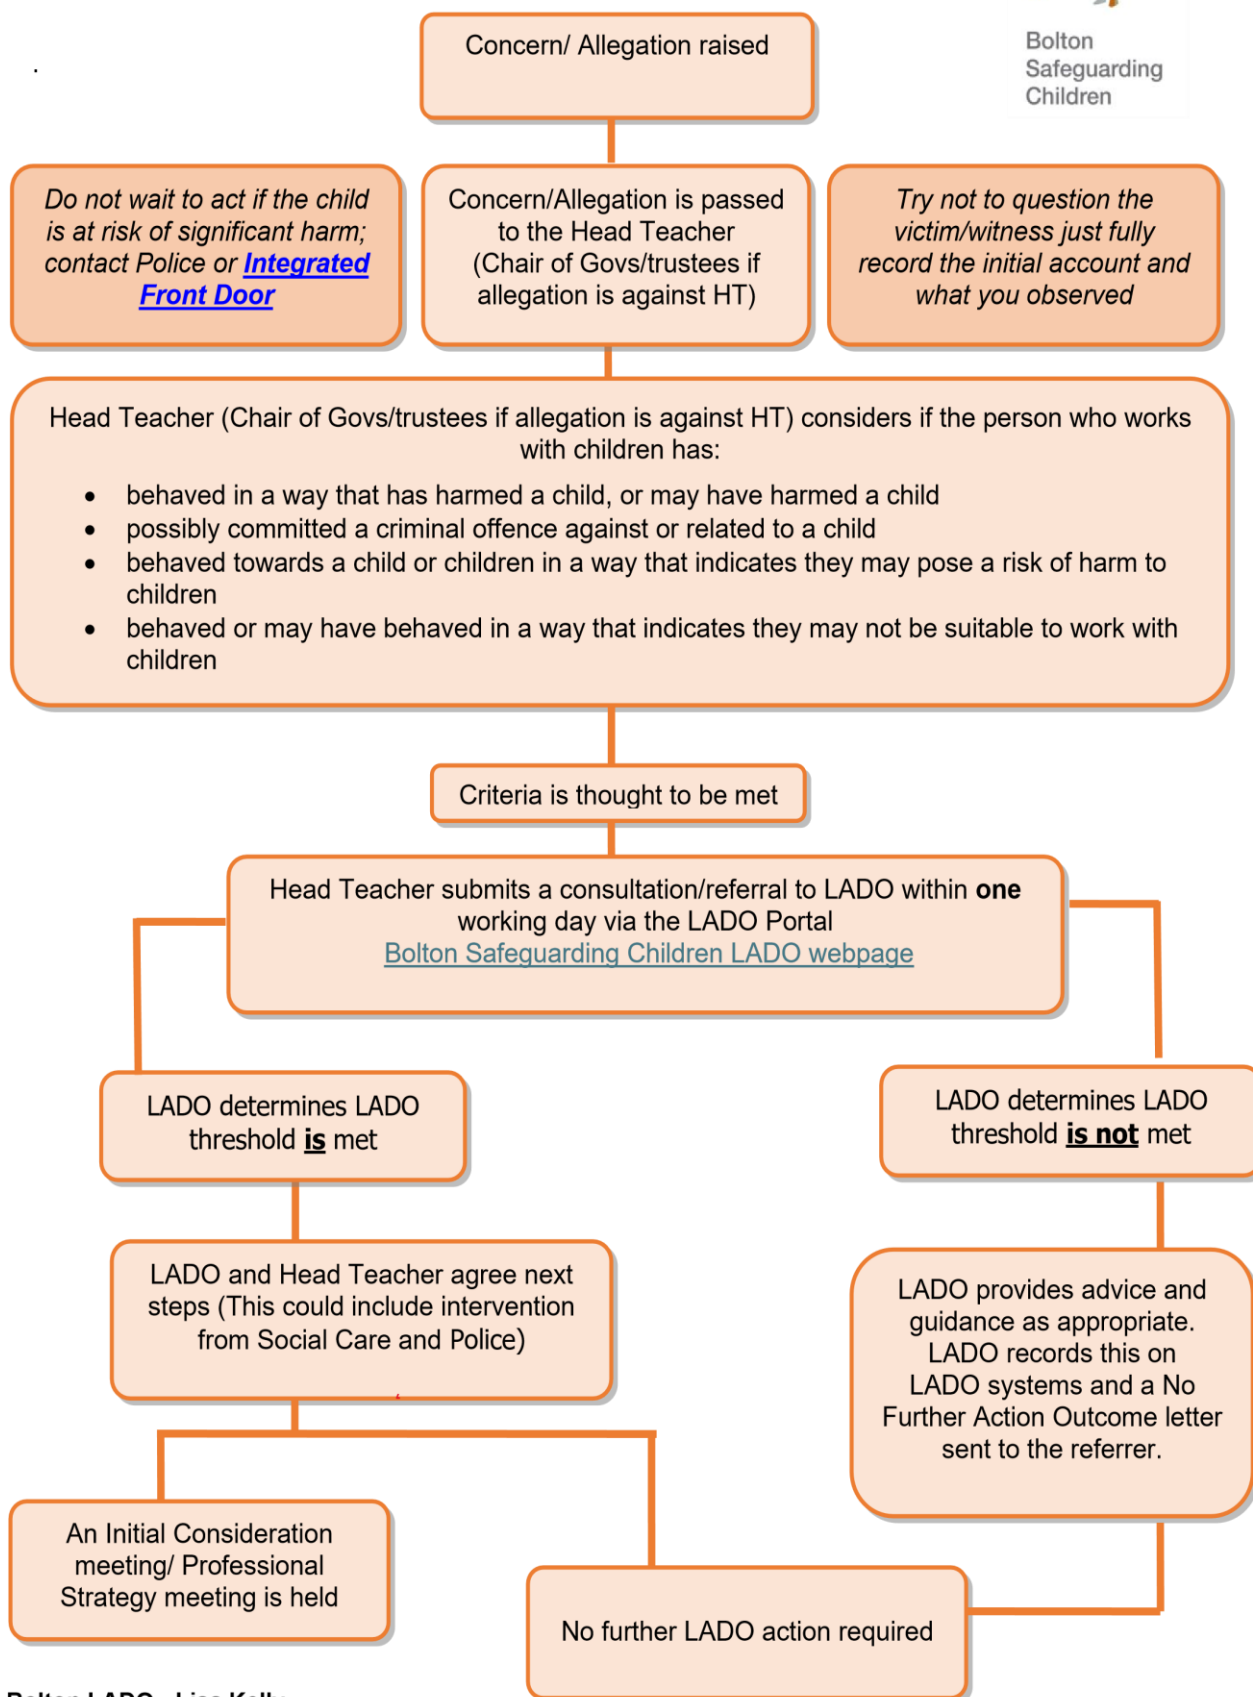 Concern/ Allegation raised
Bolton
Safeguarding
Children
.
Do not wait to act if the child
is at risk of significant harm;
contact Police or Integrated
Front Door
Concern/Allegation is passed
to the Head Teacher
(Chair of Govs/trustees if
allegation is against HT)
Try not to question the
victim/witness just fully
record the initial account and
what you observed
Head Teacher (Chair of Govs/trustees if allegation is against HT) considers if the person who works
with children has:
• behaved in a way that has harmed a child, or may have harmed a child
• possibly committed a criminal offence against or related to a child
• behaved towards a child or children in a way that indicates they may pose a risk of harm to
children
• behaved or may have behaved in a way that indicates they may not be suitable to work with
children
Criteria is thought to be met
Head Teacher submits a consultation/referral to LADO within one
working day via the LADO Portal
Bolton Safeguarding Children LADO webpage
LADO determines LADO
threshold is met
LADO determines LADO
threshold is not met
LADO and Head Teacher agree next
steps (This could include intervention
from Social Care and Police)
LADO provides advice and
guidance as appropriate.
LADO records this on
LADO systems and a No
Further Action Outcome letter
sent to the referrer.
An Initial Consideration
meeting/ Professional
Strategy meeting is held
No further LADO action required
Bolton LADO - Lisa Kelly